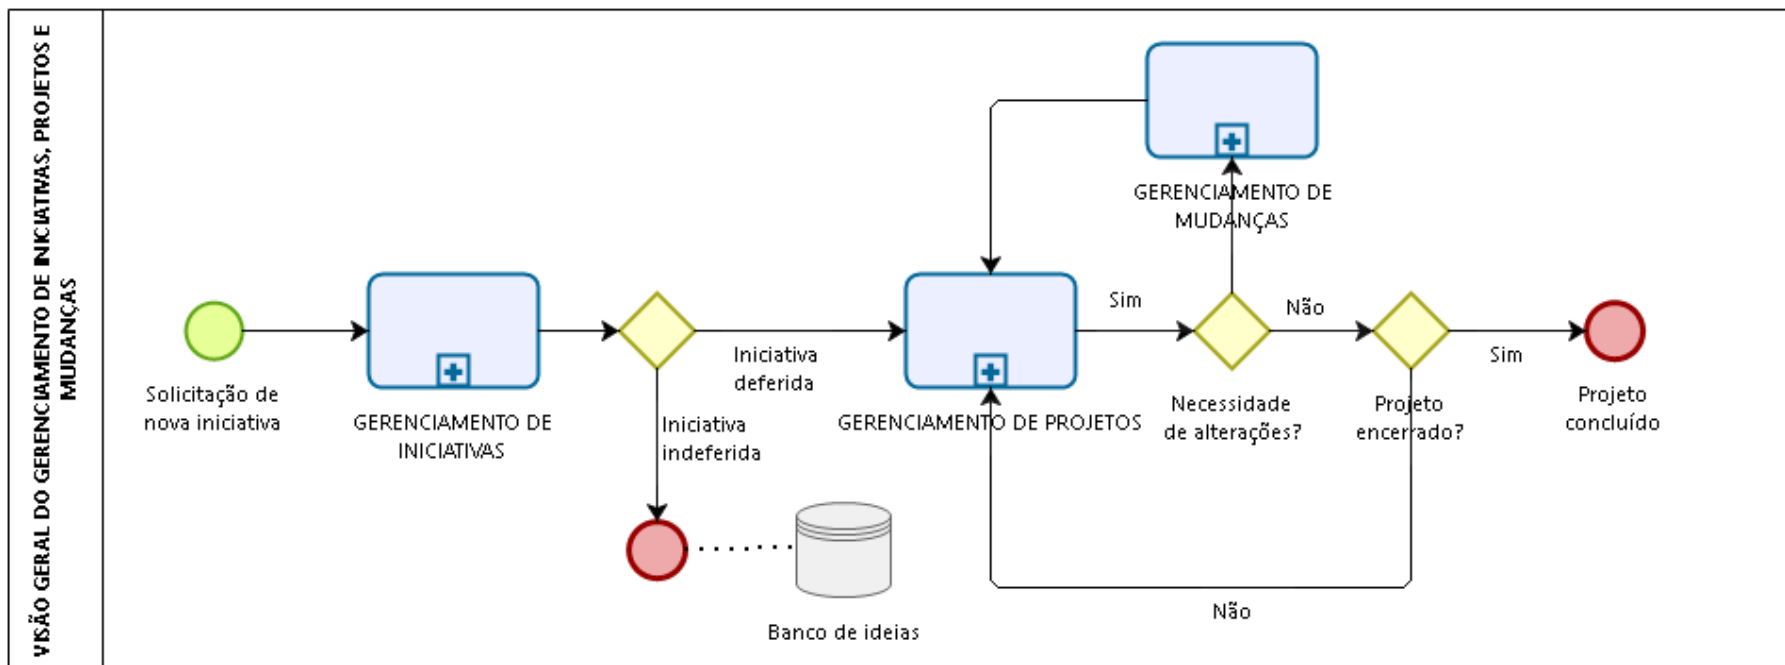 VISÃO GERAL DO GERENCIAMENTO DE INICIATIVAS, PROJETOS E
MUDANÇAS
Solicitação de
nova iniciativa
GERENCIAMENTO DE
INICIATIVAS
Iniciativa
deferida
Iniciativa
indeferida
Banco de ideias
GERENCIAMENTO DE PROJETOS
GERENCIAMENTO DE
MUDANÇAS
Sim
Necessidade
de alterações?
Não
Projeto
encerrado?
Sim
Projeto
concluído
Não